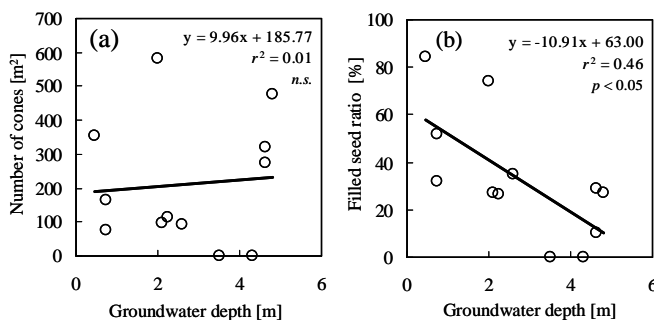 (a)
y = 9.96x + 185.77
r² = 0.01
n.s.
Number of cones [m²]
700
600
500
400
300
200
100
0
0 2 4 6
Groundwater depth [m]
(b)
y = -10.91x + 63.00
r² = 0.46
p < 0.05
Filled seed ratio [%]
100
80
60
40
20
0
0 2 4 6
Groundwater depth [m]